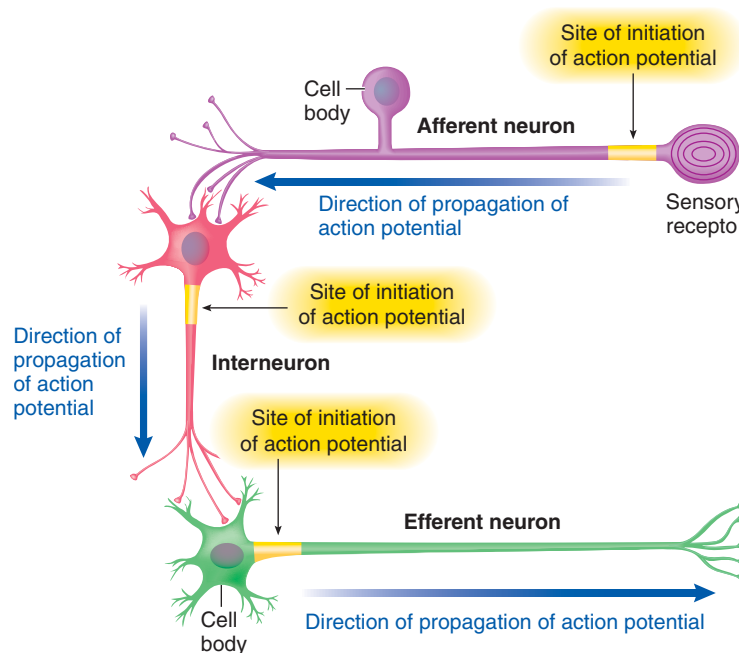 Site of initiation
of action potential
Cell
body
Afferent neuron
Sensory
recepto
Direction of propagation of
action potential
Site of initiation
of action potential
Direction of
propagation
of action
potential
Interneuron
Site of initiation
of action potential
Efferent neuron
Cell
body
Direction of propagation of action potential